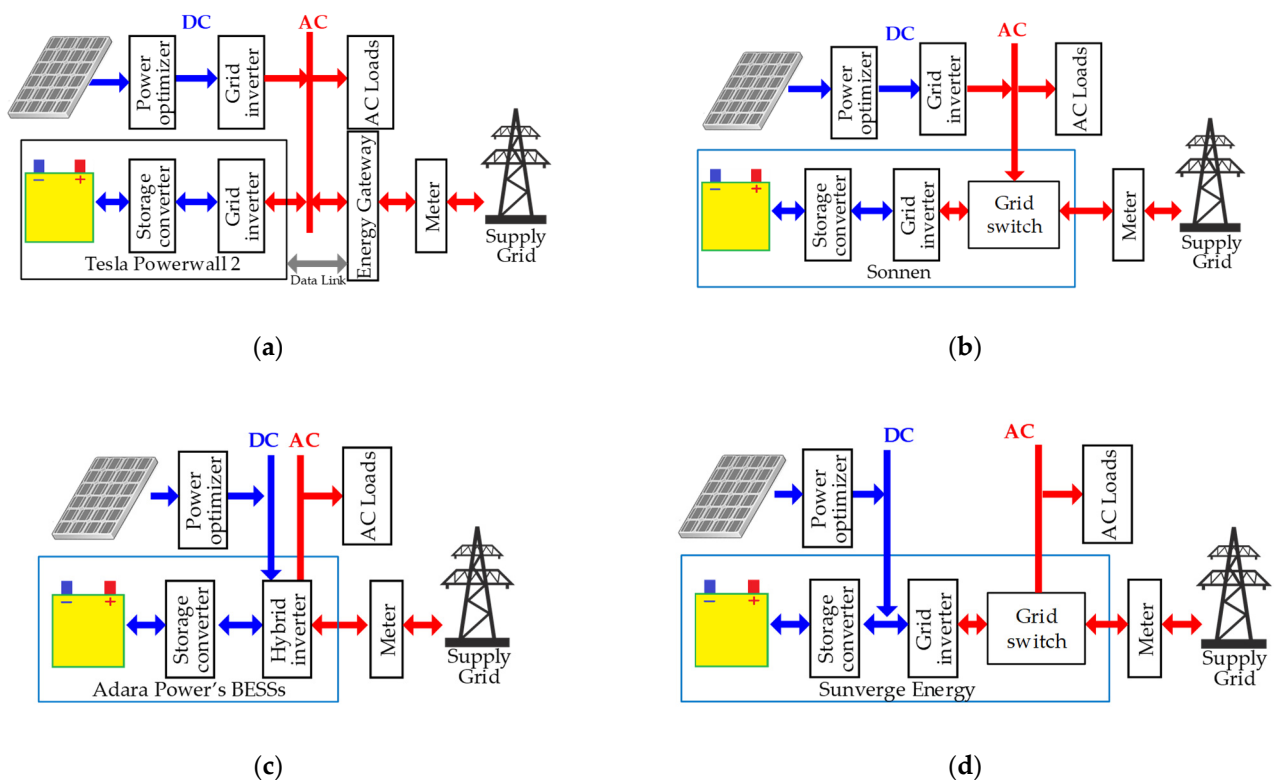 DC
AC
Power
optimizer
Grid
inverter
AC Loads
−
+
Storage
converter
Grid
inverter
Energy Gateway
Meter
Supply
Grid
Tesla Powerwall 2
Data Link
(a)
DC
AC
Power
optimizer
Grid
inverter
AC Loads
−
+
Storage
converter
Grid
inverter
Grid
switch
Meter
Supply
Grid
Sonnen
(b)
DC
AC
Power
optimizer
AC Loads
−
+
Storage
converter
Hybrid
inverter
Meter
Supply
Grid
Adara Power's BESSs
(c)
DC
AC
Power
optimizer
AC Loads
−
+
Storage
converter
Grid
inverter
Grid
switch
Meter
Supply
Grid
Sunverge Energy
(d)